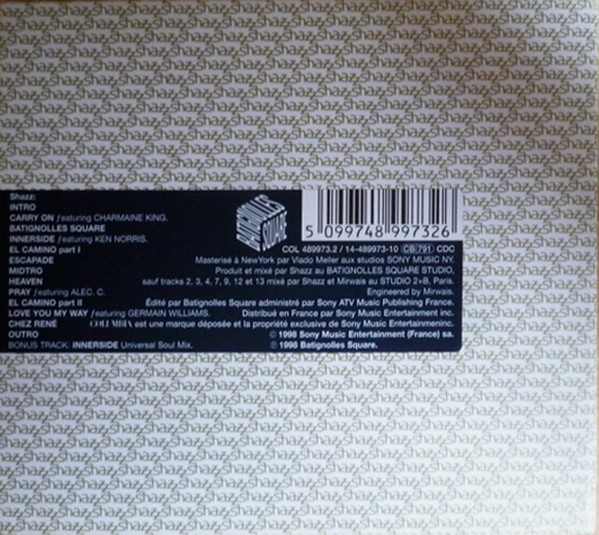 Shazz:
INTRO
CARRY ON featuring CHARMAINE KING.
BATIGNOLLES SQUARE
INNERSIDE featuring KEN NORRIS.
EL CAMINO part I
ESCAPADE
MIDTRO
HEAVEN
PRAY featuring ALEC. C.
EL CAMINO part II
LOVE YOU MY WAY featuring GERMAIN WILLIAMS.
CHEZ RENÉ
OUTRO
BONUS TRACK: INNERSIDE Universal Soul Mix.
SQUARE
5 099748 997326
COL 489973.2 / 14-489973-10 CB 791 CDC
Masterisé à NewYork par Vlado Meller aux studios SONY MUSIC NY.
Produit et mixé par Shazz au BATIGNOLLES SQUARE STUDIO,
sauf tracks 2, 3, 4, 7, 9, 12 et 13 mixé par Shazz et Mirwais au STUDIO 2+B, Paris.
Engineered by Mirwais.
Édité par Batignolles Square administré par Sony ATV Music Publishing France.
Distribué en France par Sony Music Entertainment inc.
COLUMBIA est une marque déposée et la propriété exclusive de Sony Music Entertainmeninc.
© 1998 Sony Music Entertainment (France) sa.
℗ 1998 Batignolles Square.
shazz